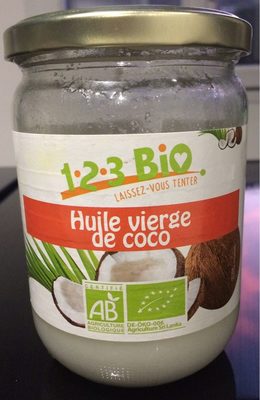 1·2·3 BiO
LAISSEZ-VOUS TENTER
Huile vierge
de coco
CERTIFIÉ
AB
AGRICULTURE
BIOLOGIQUE
DE-ÖKO-006
Agriculture Sri Lanka